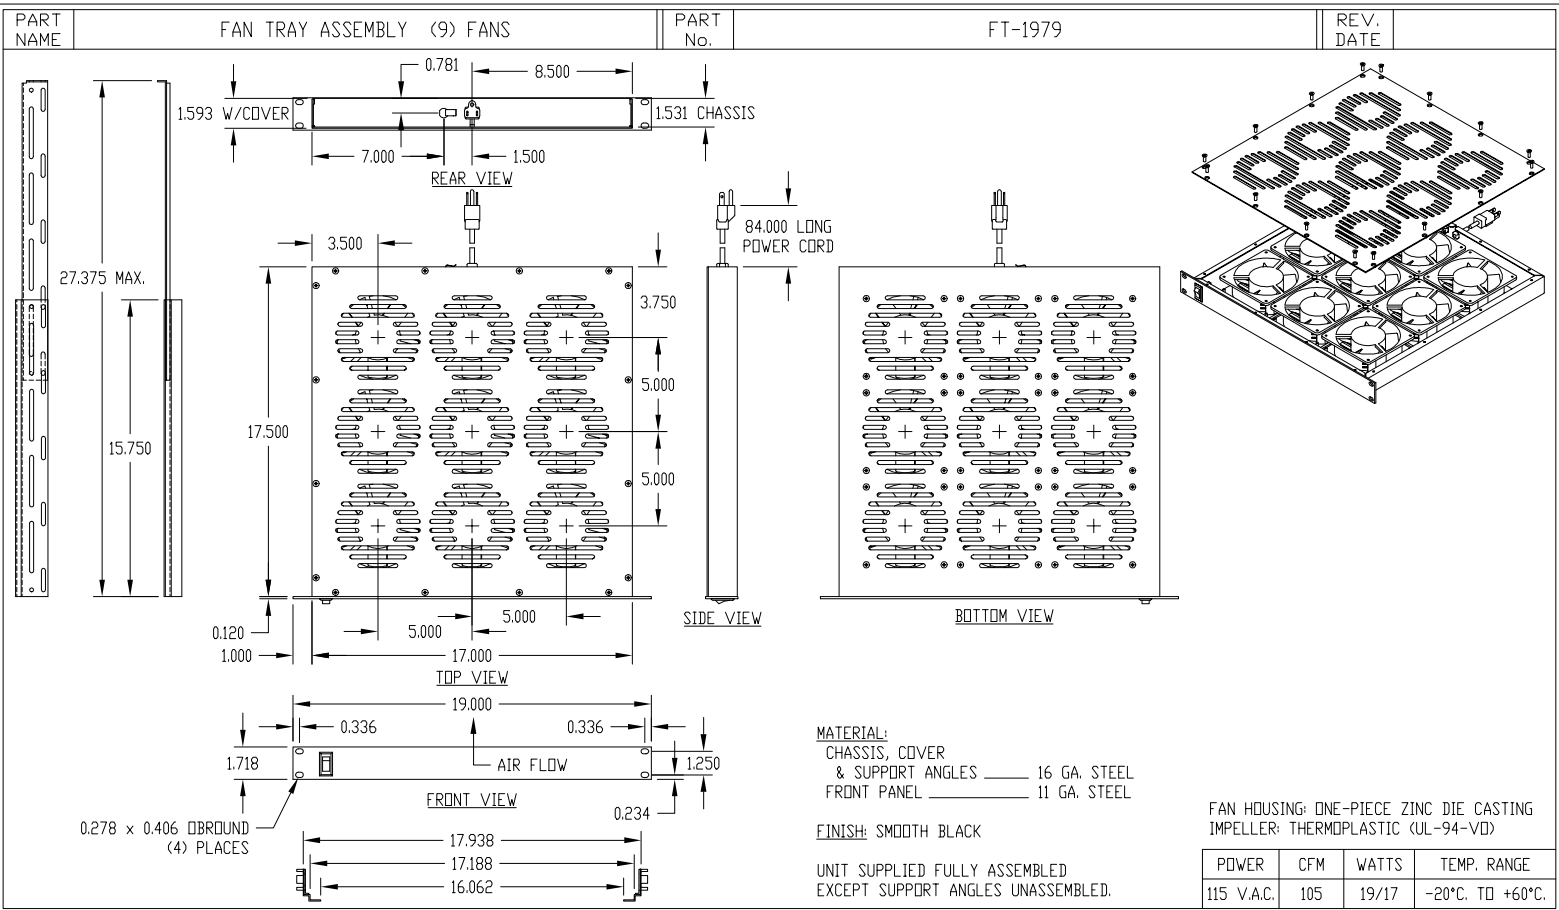 PART NAME
FAN TRAY ASSEMBLY (9) FANS
PART No.
FT-1979
REV. DATE
0.781
8.500
1.593 W/COVER
1.531 CHASSIS
7.000
1.500
REAR VIEW
27.375 MAX.
15.750
3.500
84.000 LONG
POWER CORD
3.750
5.000
17.500
5.000
5.000
5.000
0.120
1.000
17.000
TOP VIEW
SIDE VIEW
BOTTOM VIEW
19.000
0.336
0.336
1.718
AIR FLOW
1.250
FRONT VIEW
0.234
0.278 x 0.406 OBROUND
(4) PLACES
17.938
17.188
16.062
MATERIAL:
CHASSIS, COVER
& SUPPORT ANGLES ____ 16 GA. STEEL
FRONT PANEL __________ 11 GA. STEEL
FINISH: SMOOTH BLACK
UNIT SUPPLIED FULLY ASSEMBLED
EXCEPT SUPPORT ANGLES UNASSEMBLED.
FAN HOUSING: ONE-PIECE ZINC DIE CASTING
IMPELLER: THERMOPLASTIC (UL-94-VO)
POWER CFM WATTS TEMP. RANGE
115 V.A.C. 105 19/17 -20°C. TO +60°C.